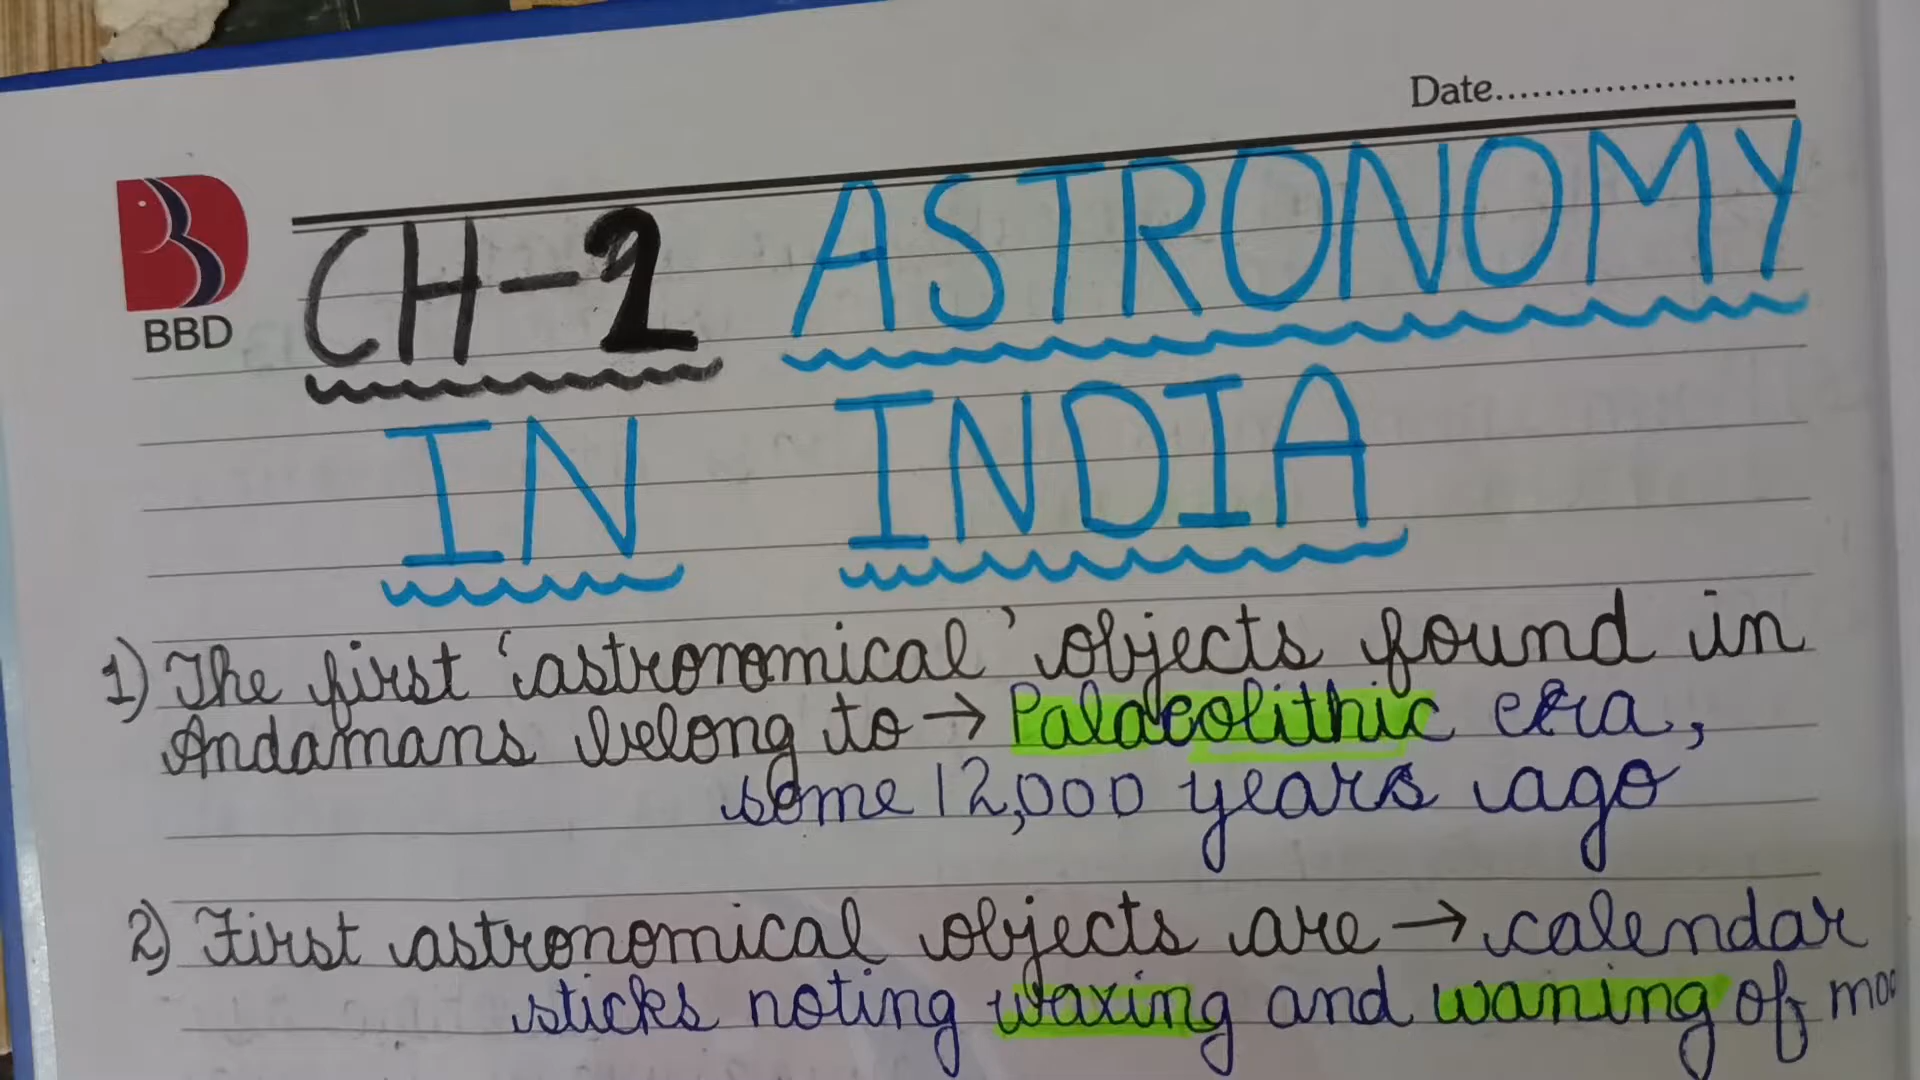 Date
BBD
CH-2 ASTRONOMY
IN INDIA
1) The first 'astronomical' objects found in
Andamans belong to → Palaeolithic era,
some 12,000 years ago
2) First astronomical objects are → calendar
sticks noting waxing and waning of